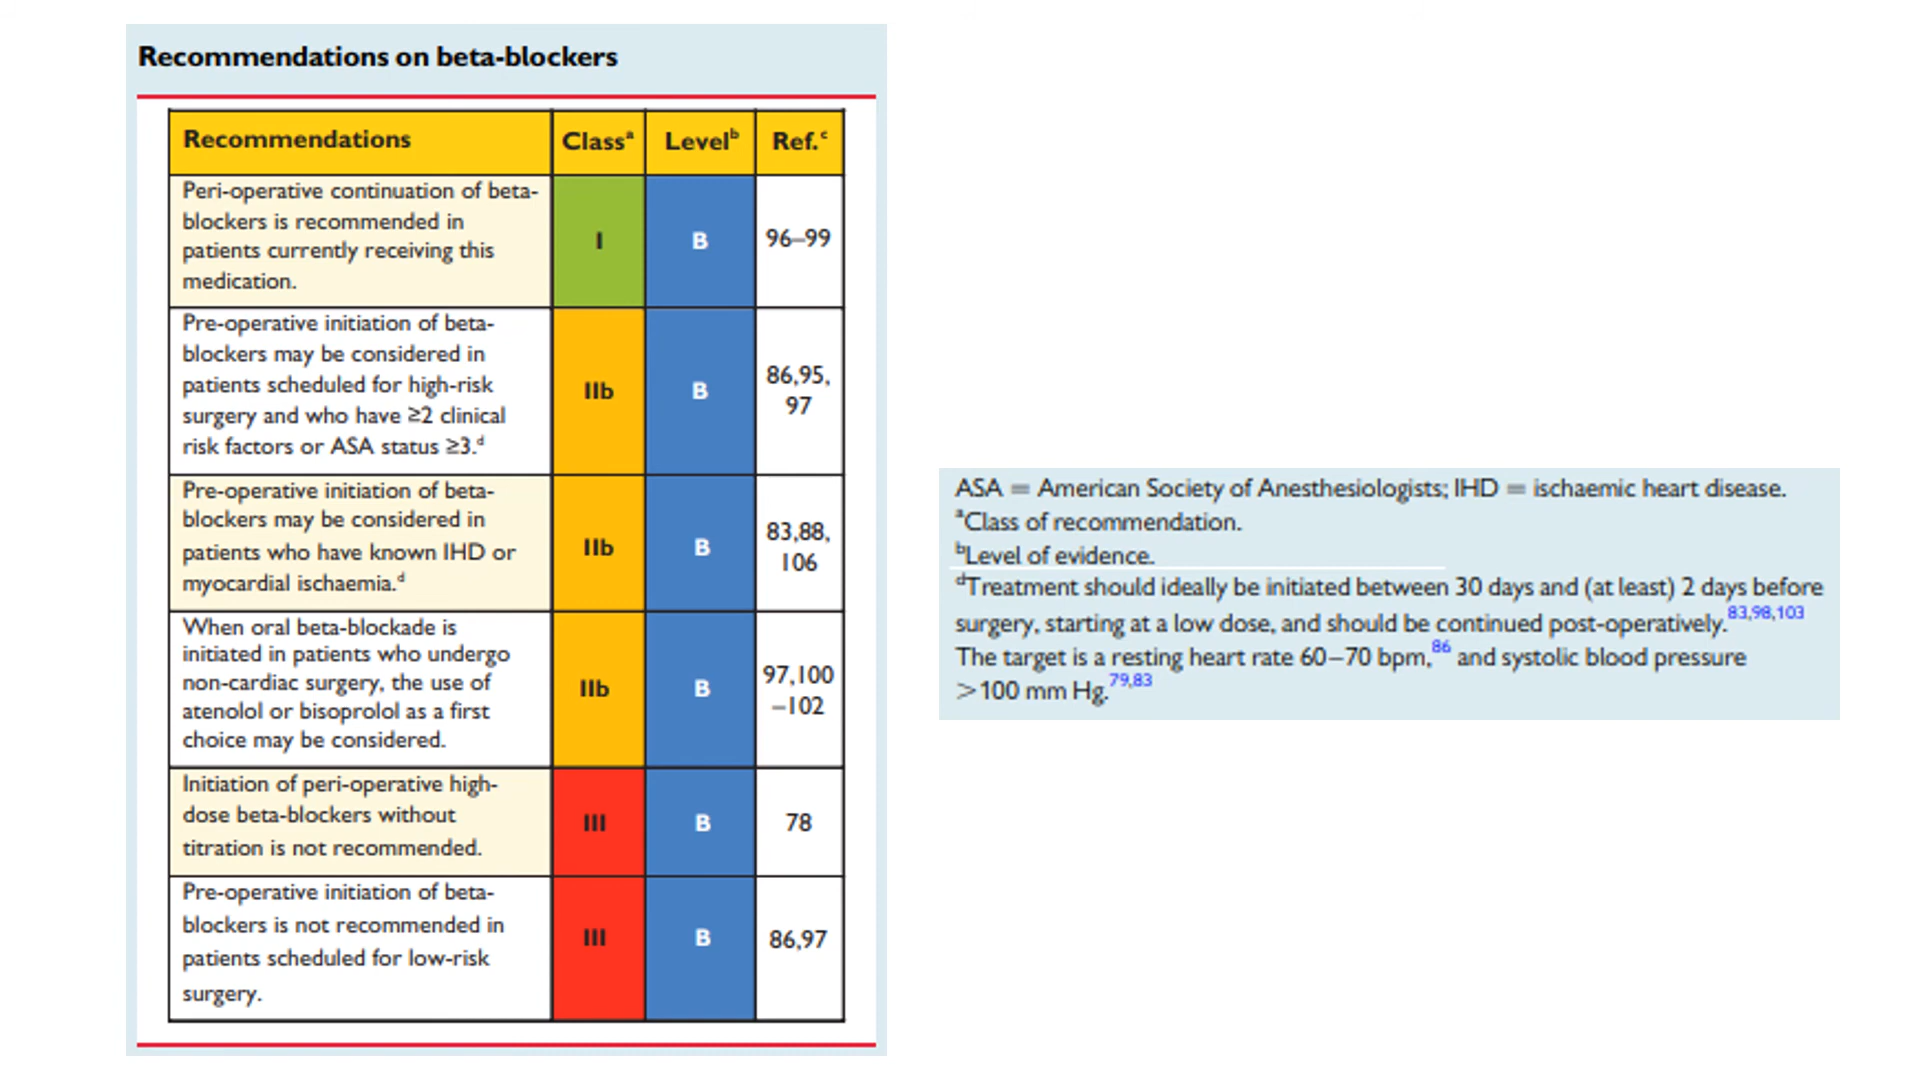 Recommendations on beta-blockers
Recommendations Classᵃ Levelᵇ Ref.ᶜ
Peri-operative continuation of beta-
blockers is recommended in
patients currently receiving this
medication.
I B 96–99
Pre-operative initiation of beta-
blockers may be considered in
patients scheduled for high-risk
surgery and who have ≥2 clinical
risk factors or ASA status ≥3.ᵈ
IIb B 86,95,
97
Pre-operative initiation of beta-
blockers may be considered in
patients who have known IHD or
myocardial ischaemia.ᵈ
IIb B 83,88,
106
When oral beta-blockade is
initiated in patients who undergo
non-cardiac surgery, the use of
atenolol or bisoprolol as a first
choice may be considered.
IIb B 97,100
–102
Initiation of peri-operative high-
dose beta-blockers without
titration is not recommended.
III B 78
Pre-operative initiation of beta-
blockers is not recommended in
patients scheduled for low-risk
surgery.
III B 86,97
ASA = American Society of Anesthesiologists; IHD = ischaemic heart disease.
ᵃClass of recommendation.
ᵇLevel of evidence.
ᵈTreatment should ideally be initiated between 30 days and (at least) 2 days before
surgery, starting at a low dose, and should be continued post-operatively.83,98,103
The target is a resting heart rate 60–70 bpm,86 and systolic blood pressure
>100 mm Hg.79,83